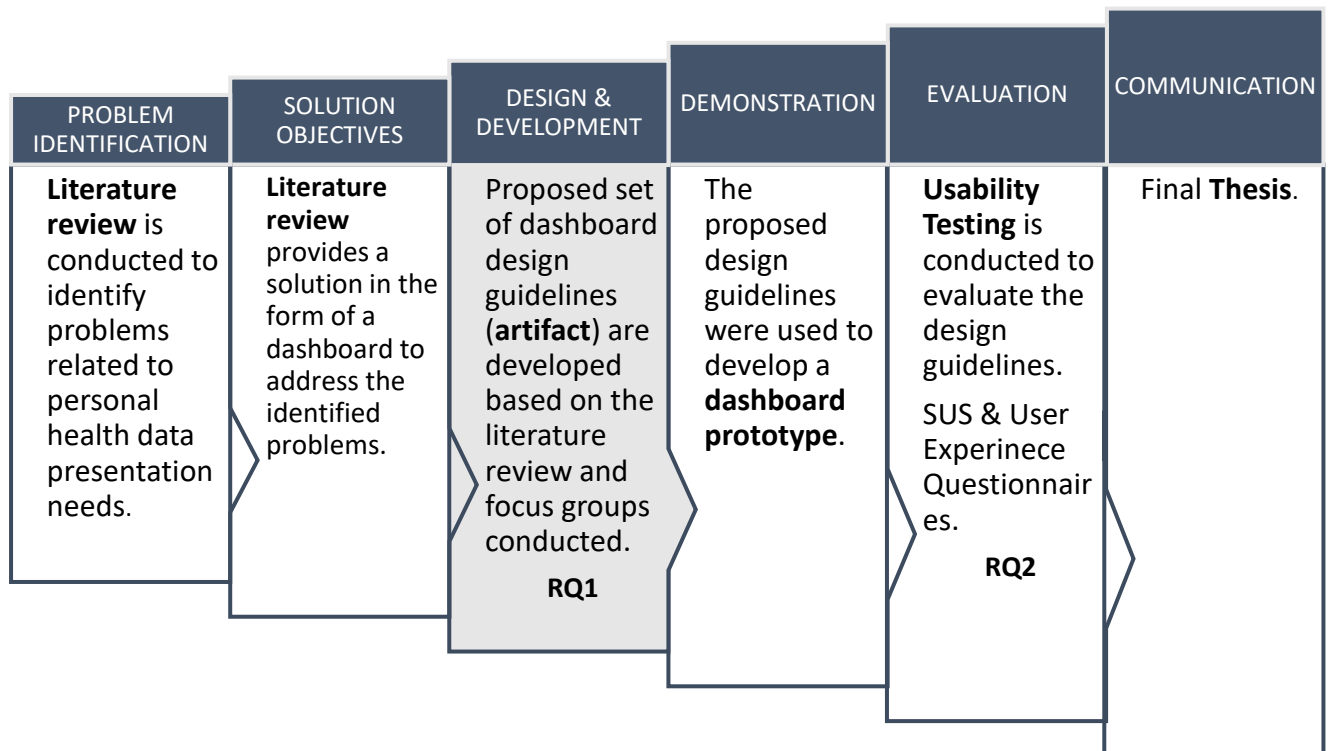 PROBLEM
IDENTIFICATION
Literature
review is
conducted to
identify
problems
related to
personal
health data
presentation
needs.
SOLUTION
OBJECTIVES
Literature
review
provides a
solution in the
form of a
dashboard to
address the
identified
problems.
DESIGN &
DEVELOPMENT
Proposed set
of dashboard
design
guidelines
(artifact) are
developed
based on the
literature
review and
focus groups
conducted.
RQ1
DEMONSTRATION
The
proposed
design
guidelines
were used to
develop a
dashboard
prototype.
EVALUATION
Usability
Testing is
conducted to
evaluate the
design
guidelines.
SUS & User
Experinece
Questionnair
es.
RQ2
COMMUNICATION
Final Thesis.